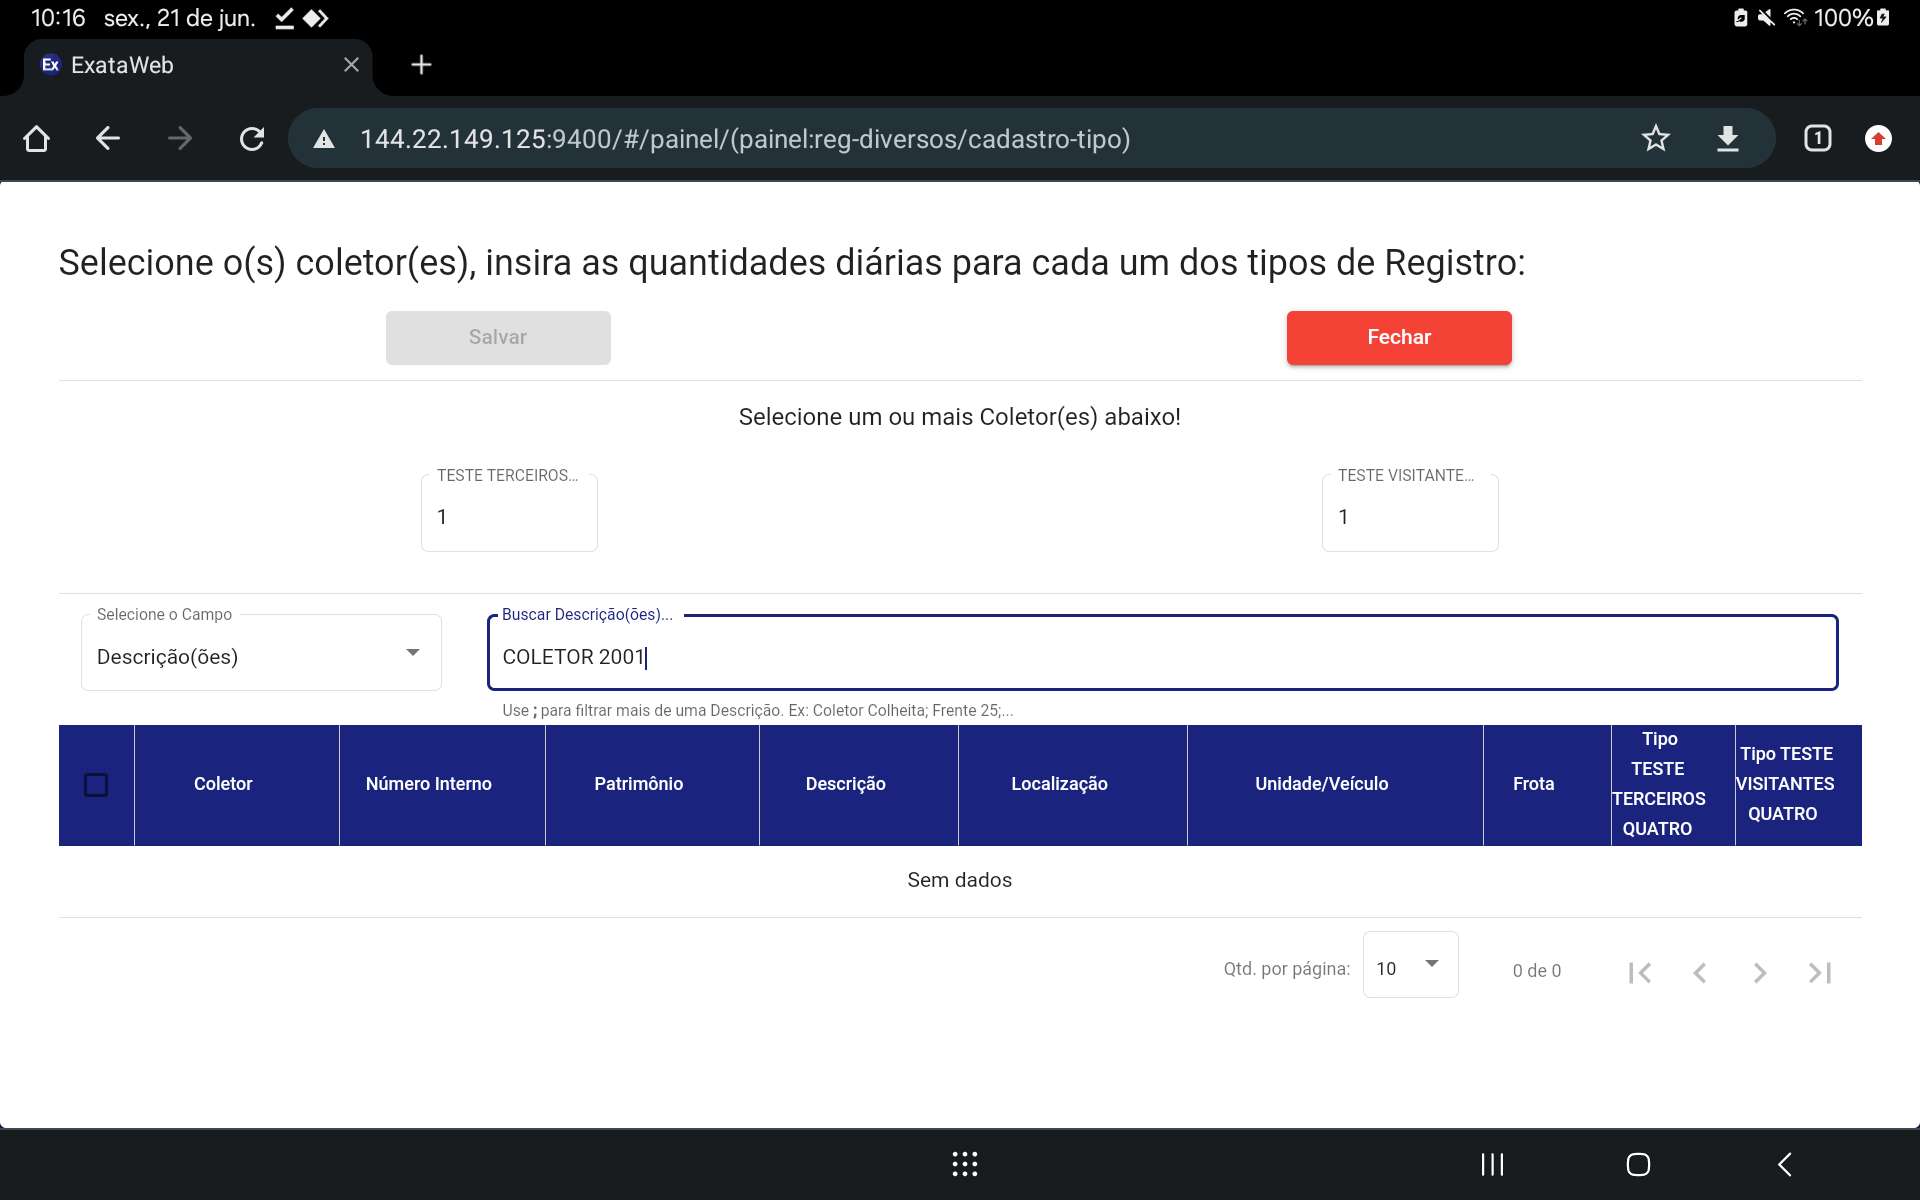 10:16 sex., 21 de jun.
100%
Ex ExataWeb
144.22.149.125:9400/#/painel/(painel:reg-diversos/cadastro-tipo)
1
Selecione o(s) coletor(es), insira as quantidades diárias para cada um dos tipos de Registro:
Salvar
Fechar
Selecione um ou mais Coletor(es) abaixo!
TESTE TERCEIROS...
TESTE VISITANTE...
1
1
Selecione o Campo
Buscar Descrição(ões)...
Descrição(ões)
COLETOR 2001
Use ; para filtrar mais de uma Descrição. Ex: Coletor Colheita; Frente 25;...
Coletor
Número Interno
Patrimônio
Descrição
Localização
Unidade/Veículo
Frota
Tipo
TESTE
TERCEIROS
QUATRO
Tipo TESTE
VISITANTES
QUATRO
Sem dados
Qtd. por página:
10
0 de 0